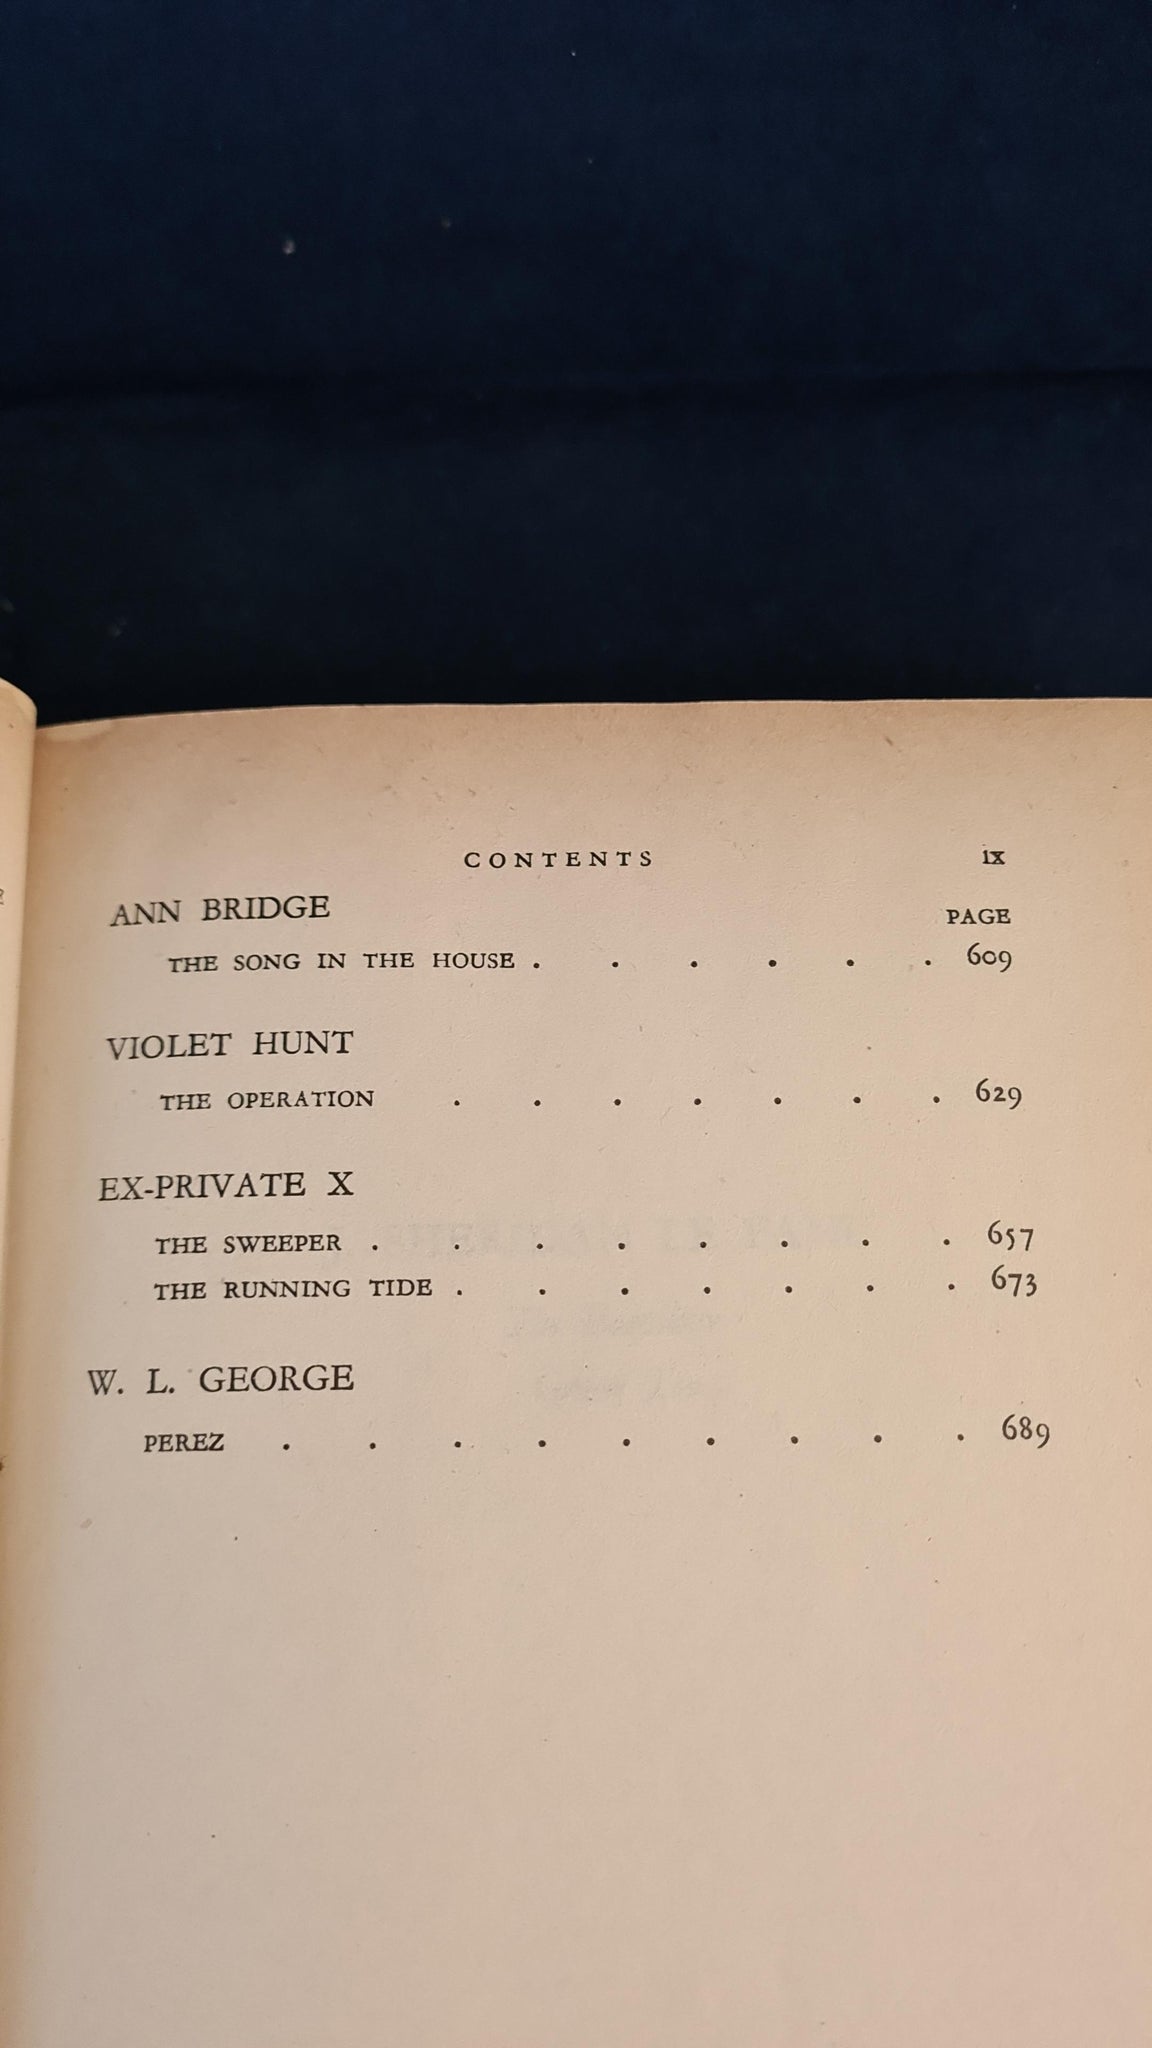 CONTENTS ix
ANN BRIDGE PAGE
THE SONG IN THE HOUSE . . . . . . 609
VIOLET HUNT
THE OPERATION . . . . . . . 629
EX-PRIVATE X
THE SWEEPER . . . . . . . . 657
THE RUNNING TIDE . . . . . . . 673
W. L. GEORGE
PEREZ . . . . . . . . . 689